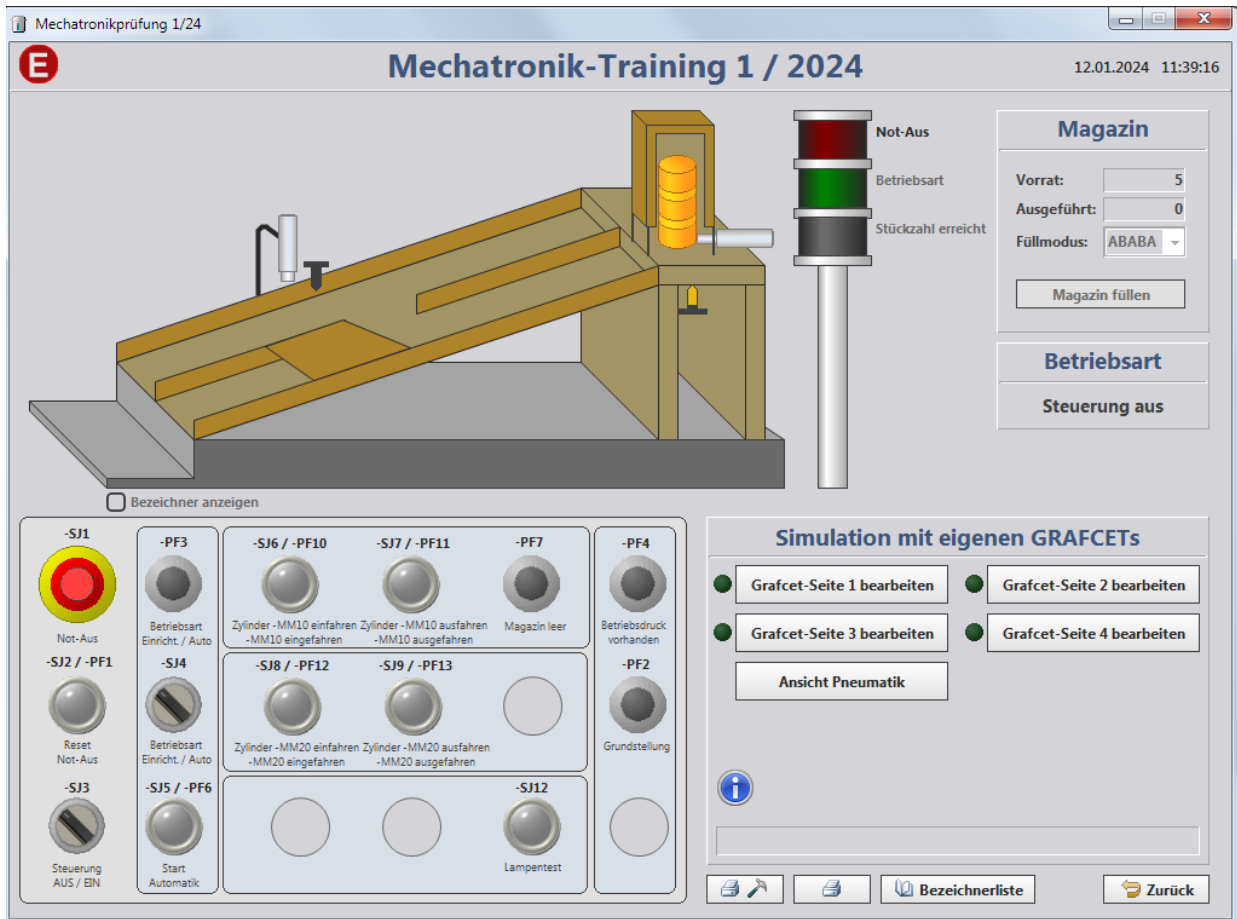 Mechatronikprüfung 1/24
E
Mechatronik-Training 1 / 2024
12.01.2024 11:39:16
Not-Aus
Betriebsart
Stückzahl erreicht
Magazin
Vorrat: 5
Ausgeführt: 0
Füllmodus: ABABA
Magazin füllen
Betriebsart
Steuerung aus
Bezeichner anzeigen
-SJ1
Not-Aus
-SJ2 / -PF1
Reset
Not-Aus
-SJ3
Steuerung
AUS / EIN
-PF3
Betriebsart
Einricht. / Auto
-SJ4
Betriebsart
Einricht. / Auto
-SJ5 / -PF6
Start
Automatik
-SJ6 / -PF10
Zylinder -MM10 einfahren
-MM10 eingefahren
-SJ7 / -PF11
Zylinder -MM10 ausfahren
-MM10 ausgefahren
-PF7
Magazin leer
-SJ8 / -PF12
Zylinder -MM20 einfahren
-MM20 eingefahren
-SJ9 / -PF13
Zylinder -MM20 ausfahren
-MM20 ausgefahren
-SJ12
Lampentest
-PF4
Betriebsdruck
vorhanden
-PF2
Grundstellung
Simulation mit eigenen GRAFCETs
Grafcet-Seite 1 bearbeiten
Grafcet-Seite 2 bearbeiten
Grafcet-Seite 3 bearbeiten
Grafcet-Seite 4 bearbeiten
Ansicht Pneumatik
i
Bezeichnerliste
Zurück